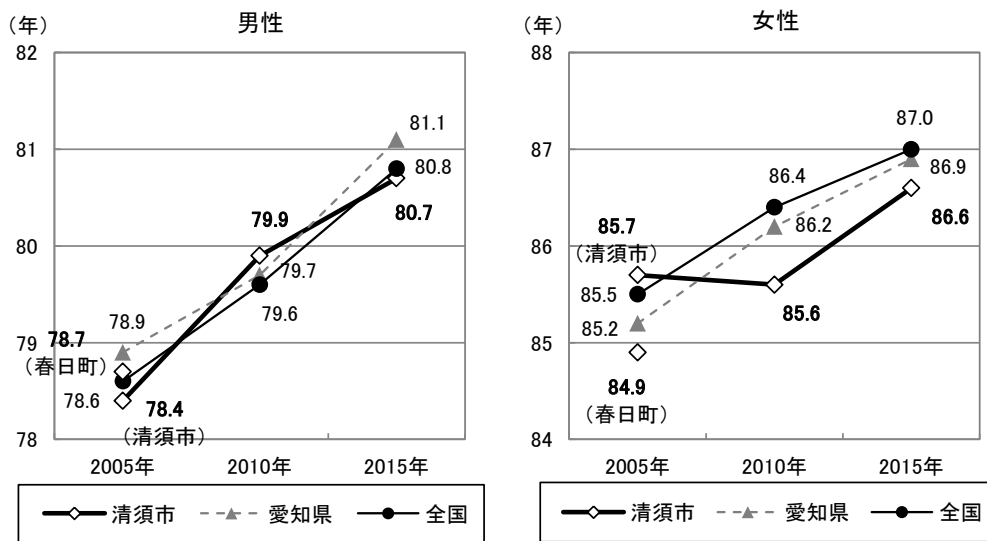 男性
（年）
82
81
80
79
78
81.1
80.8
80.7
79.9
79.7
79.6
78.9
78.7
（春日町）
78.6
78.4
（清須市）
2005年 2010年 2015年
清須市 愛知県 全国
女性
（年）
88
87
86
85
84
87.0
86.9
86.4
86.2
86.6
85.7
（清須市）
85.5
85.6
85.2
84.9
（春日町）
2005年 2010年 2015年
清須市 愛知県 全国